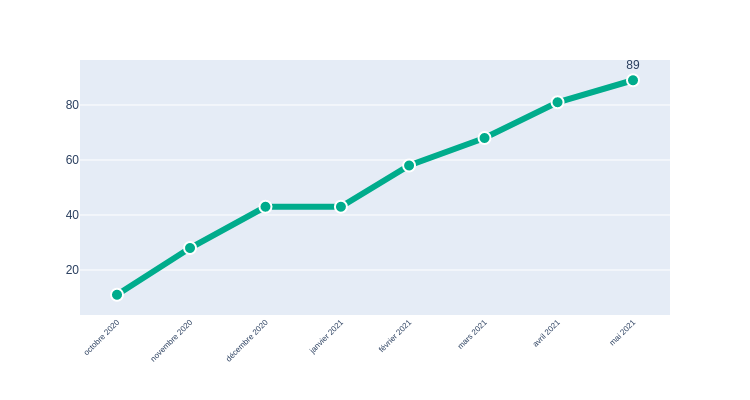 89
80
60
40
20
octobre 2020
novembre 2020
décembre 2020
janvier 2021
février 2021
mars 2021
avril 2021
mai 2021